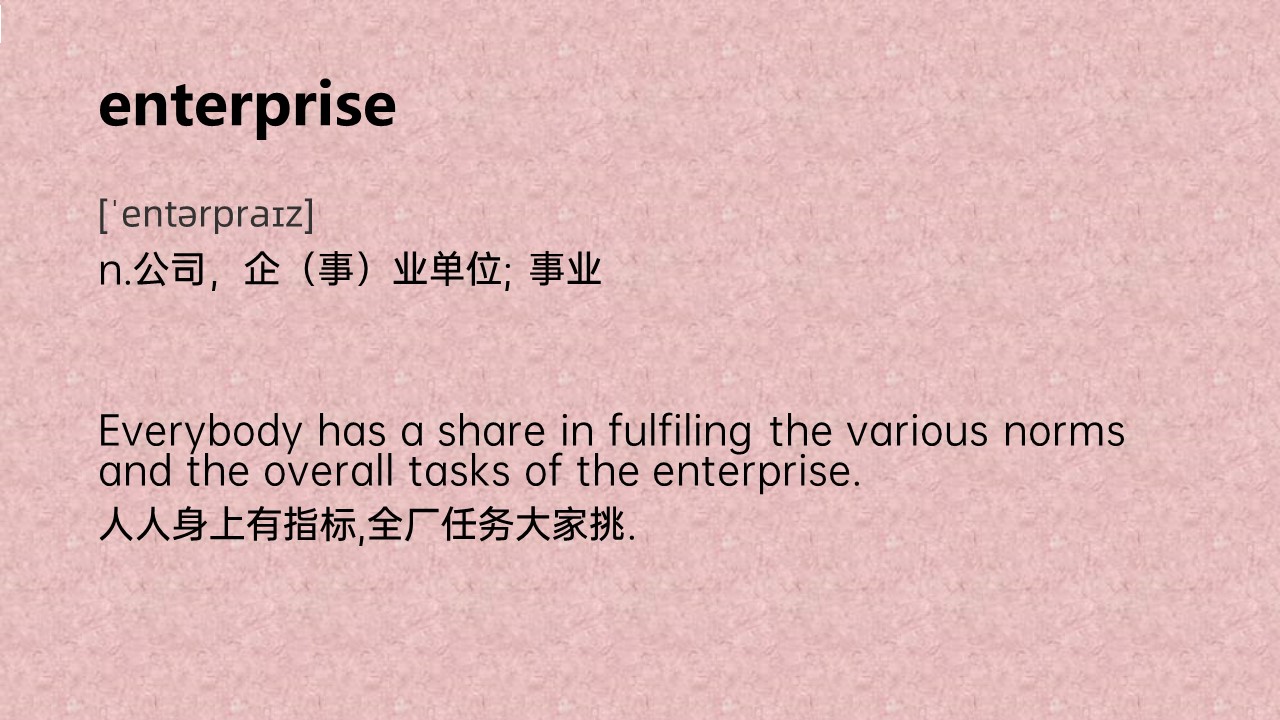 enterprise
[ˈentərpraɪz]
n.公司，企（事）业单位; 事业
Everybody has a share in fulfiling the various norms
and the overall tasks of the enterprise.
人人身上有指标,全厂任务大家挑.